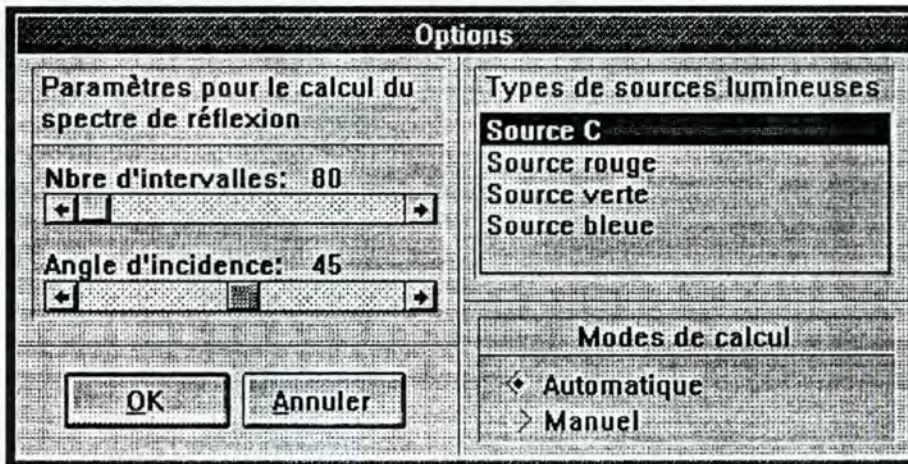 Options
Paramètres pour le calcul du
spectre de réflexion
Nbre d'intervalles: 80
Angle d'incidence: 45
OK
Annuler
Types de sources lumineuses
Source C
Source rouge
Source verte
Source bleue
Modes de calcul
Automatique
Manuel